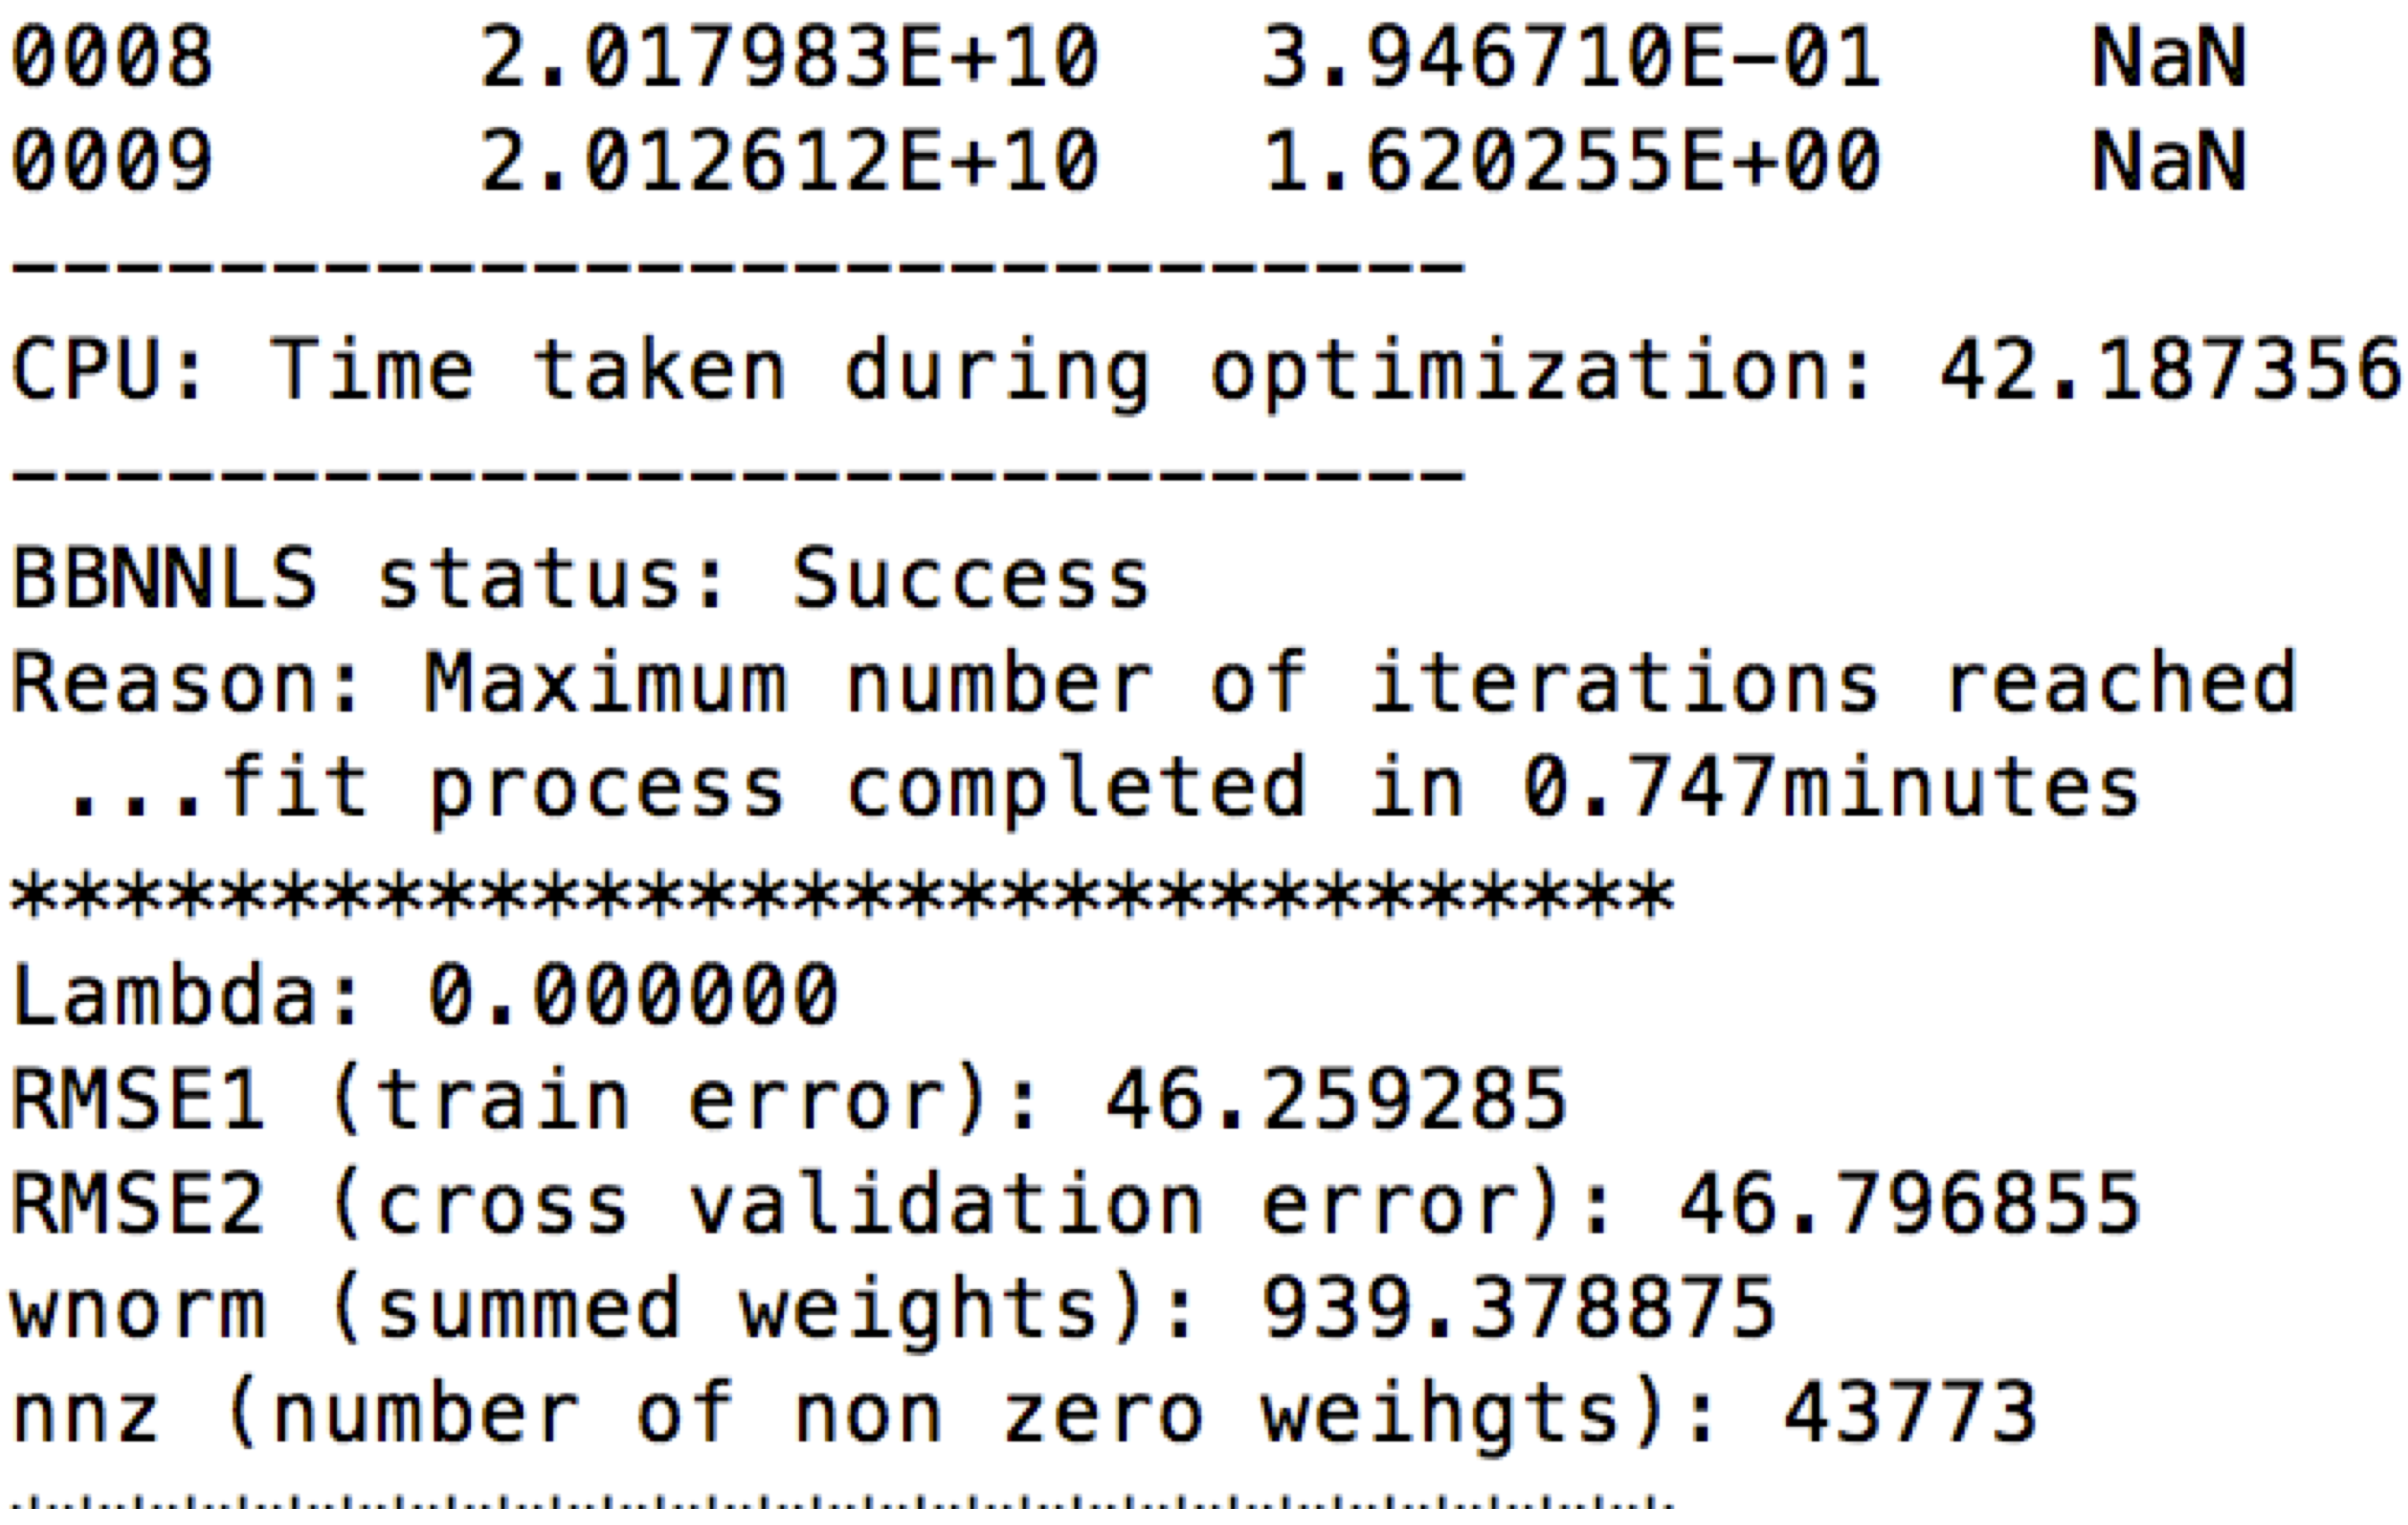 0008 2.017983E+10 3.946710E-01 NaN
0009 2.012612E+10 1.620255E+00 NaN
----------------------------
CPU: Time taken during optimization: 42.187356
----------------------------
BBNNLS status: Success
Reason: Maximum number of iterations reached
...fit process completed in 0.747minutes
********************************
Lambda: 0.000000
RMSE1 (train error): 46.259285
RMSE2 (cross validation error): 46.796855
wnorm (summed weights): 939.378875
nnz (number of non zero weihgts): 43773
********************************